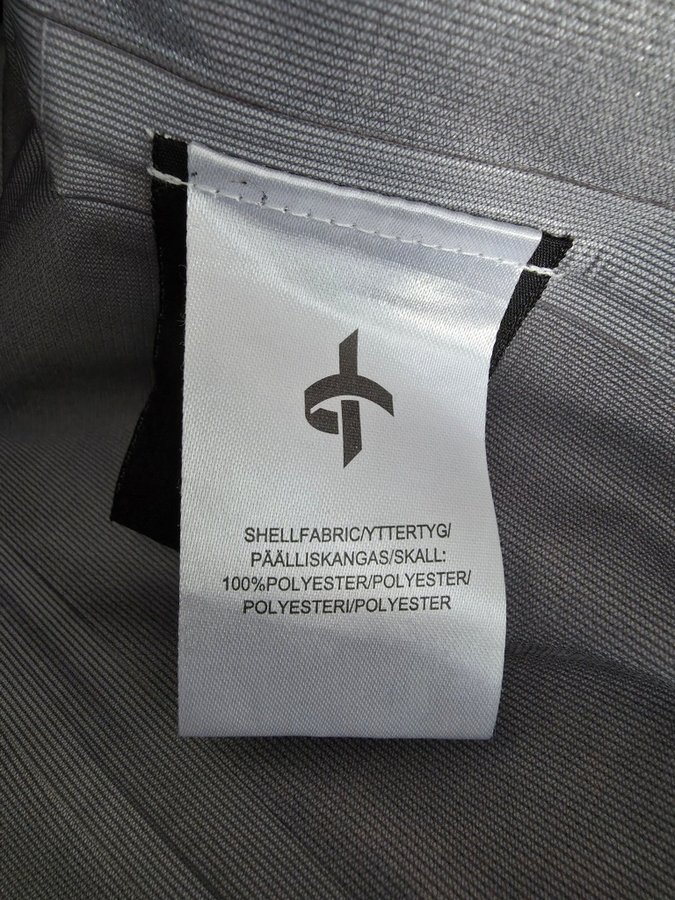 SHELLFABRIC/YTTERTYG/
PÄÄLLISKANGAS/SKALL:
100%POLYESTER/POLYESTER/
POLYESTERI/POLYESTER